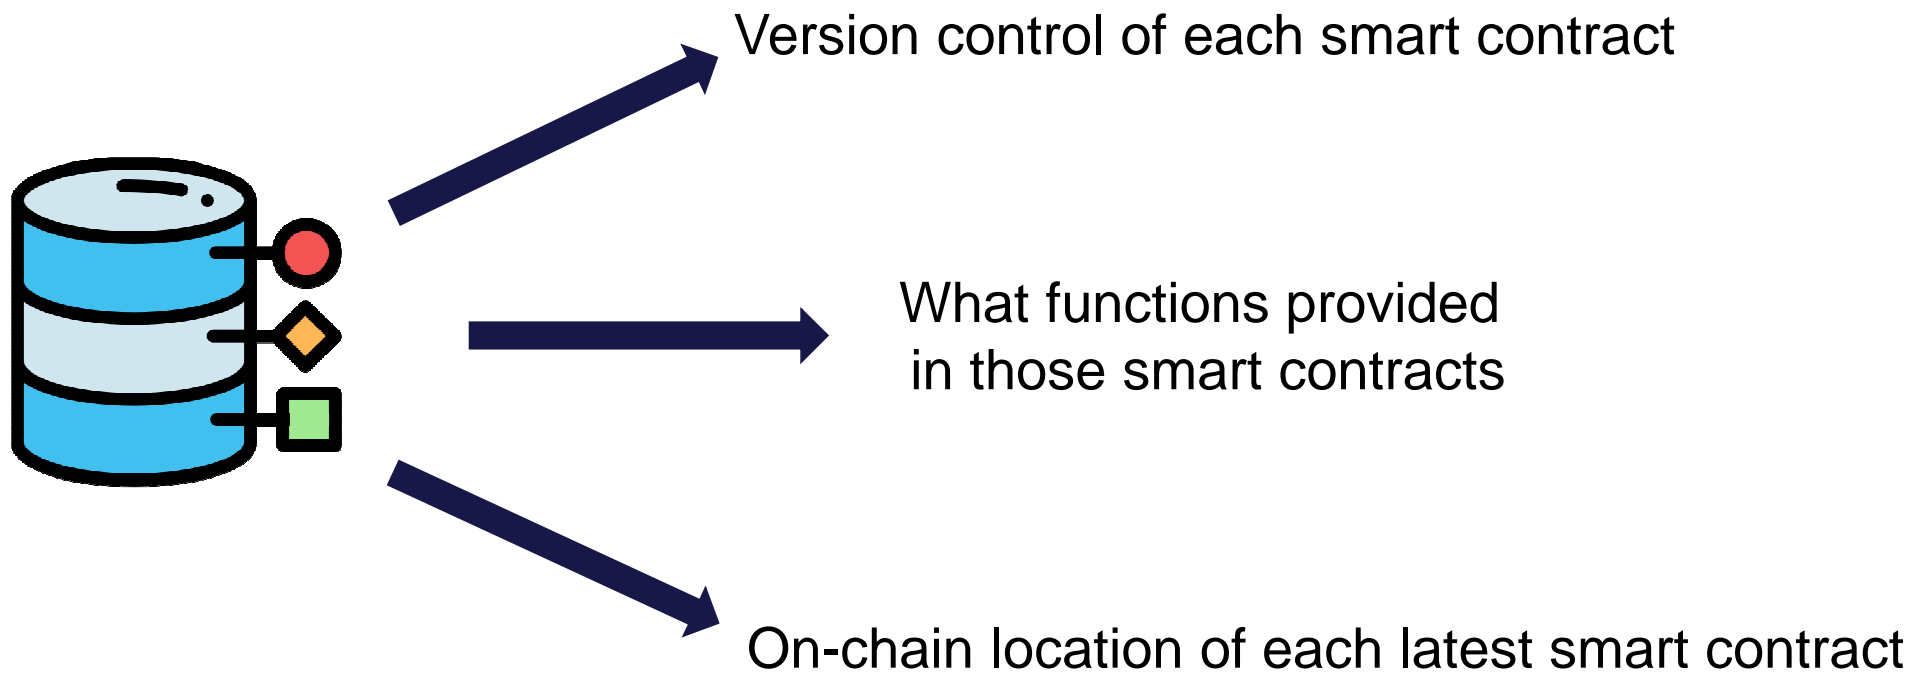 Version control of each smart contract
What functions provided
in those smart contracts
On-chain location of each latest smart contract